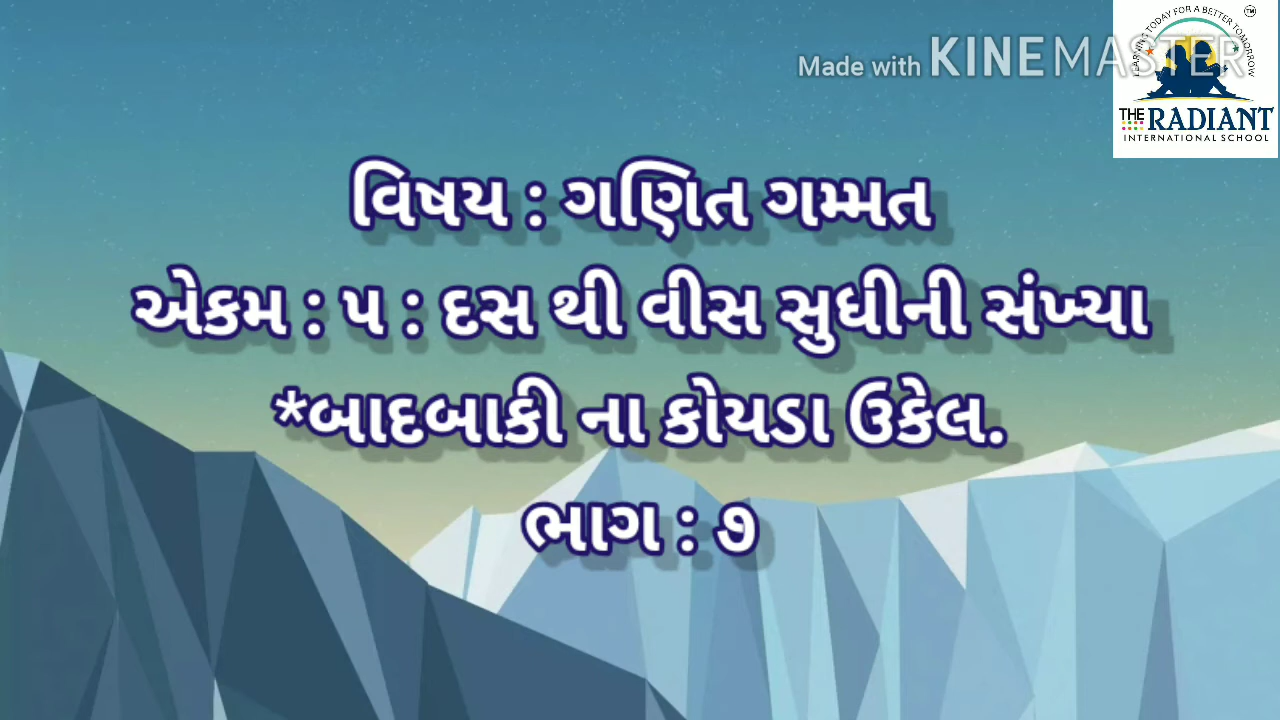 Made with KINEMASTER
LEARNING TODAY FOR A BETTER TOMORROW
TM
THE RADIANT
INTERNATIONAL SCHOOL
વિષય : ગણિત ગમ્મત
એકમ : ૫ : દસ થી વીસ સુધીની સંખ્યા
*બાદબાકી ના કોયડા ઉકેલ.
ભાગ : ૭